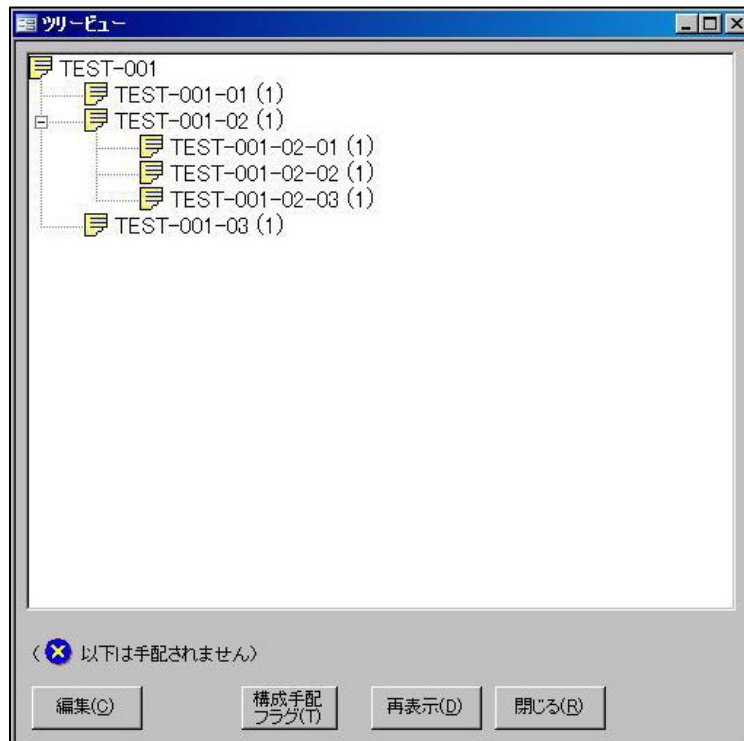 ツリービュー
TEST-001
TEST-001-01 (1)
TEST-001-02 (1)
TEST-001-02-01 (1)
TEST-001-02-02 (1)
TEST-001-02-03 (1)
TEST-001-03 (1)
( 以下は手配されません)
編集(C)
構成手配
フラグ(T)
再表示(D)
閉じる(R)